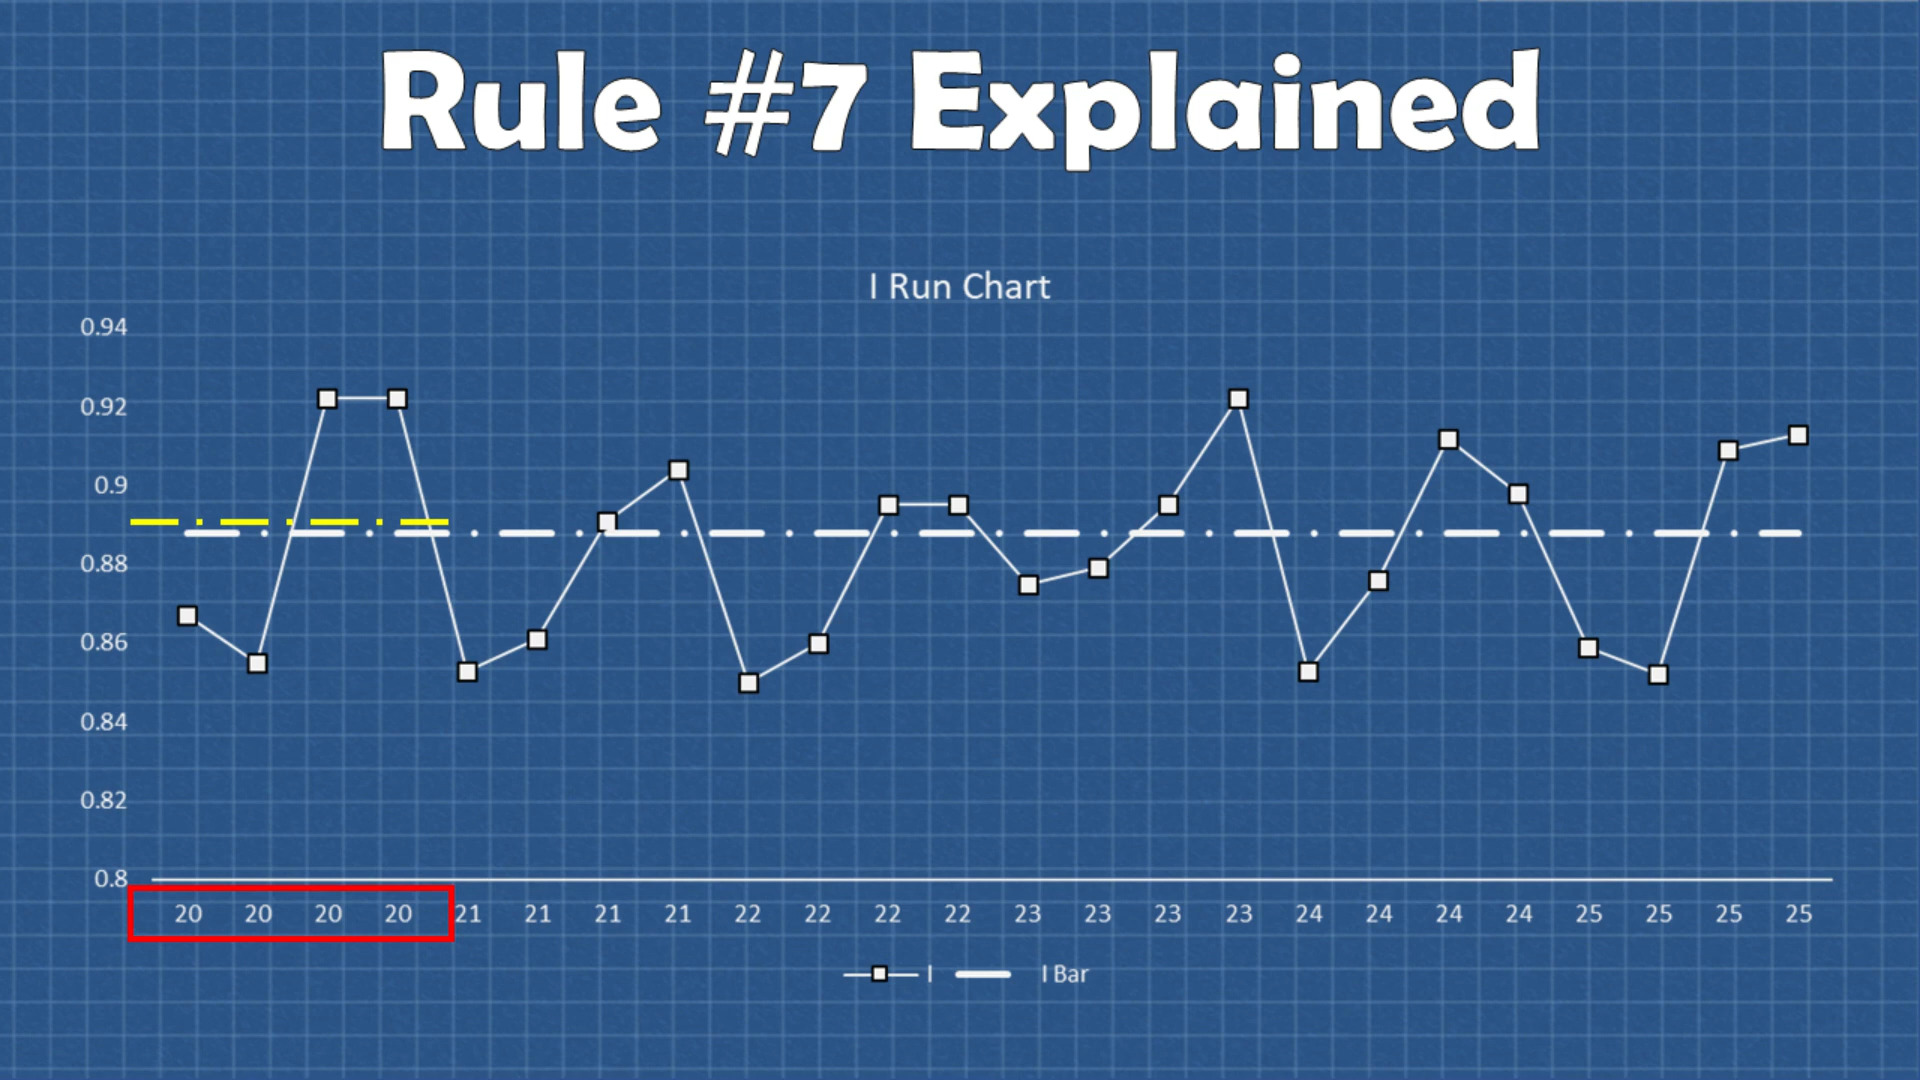 Rule #7 Explained
I Run Chart
0.94
0.92
0.9
0.88
0.86
0.84
0.82
0.8
20 20 20 20 21 21 21 21 22 22 22 22 23 23 23 23 24 24 24 24 25 25 25 25
I I Bar